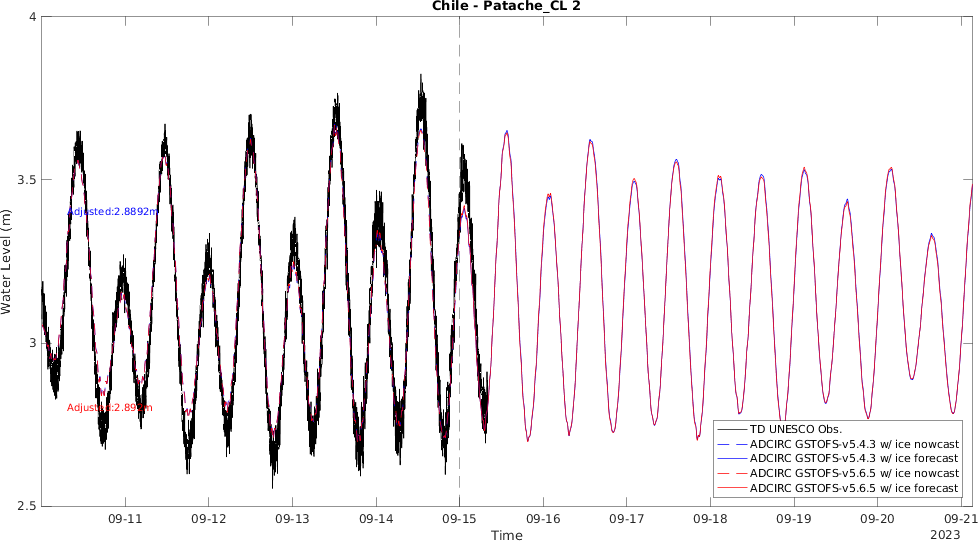 Chile - Patache_CL 2
Water Level (m)
4
3.5
3
2.5
Adjusted:2.8892m
TD UNESCO Obs.
ADCIRC GSTOFS-v5.4.3 w/ ice nowcast
ADCIRC GSTOFS-v5.4.3 w/ ice forecast
ADCIRC GSTOFS-v5.6.5 w/ ice nowcast
ADCIRC GSTOFS-v5.6.5 w/ ice forecast
09-11 09-12 09-13 09-14 09-15 09-16 09-17 09-18 09-19 09-20 09-21
2023
Time